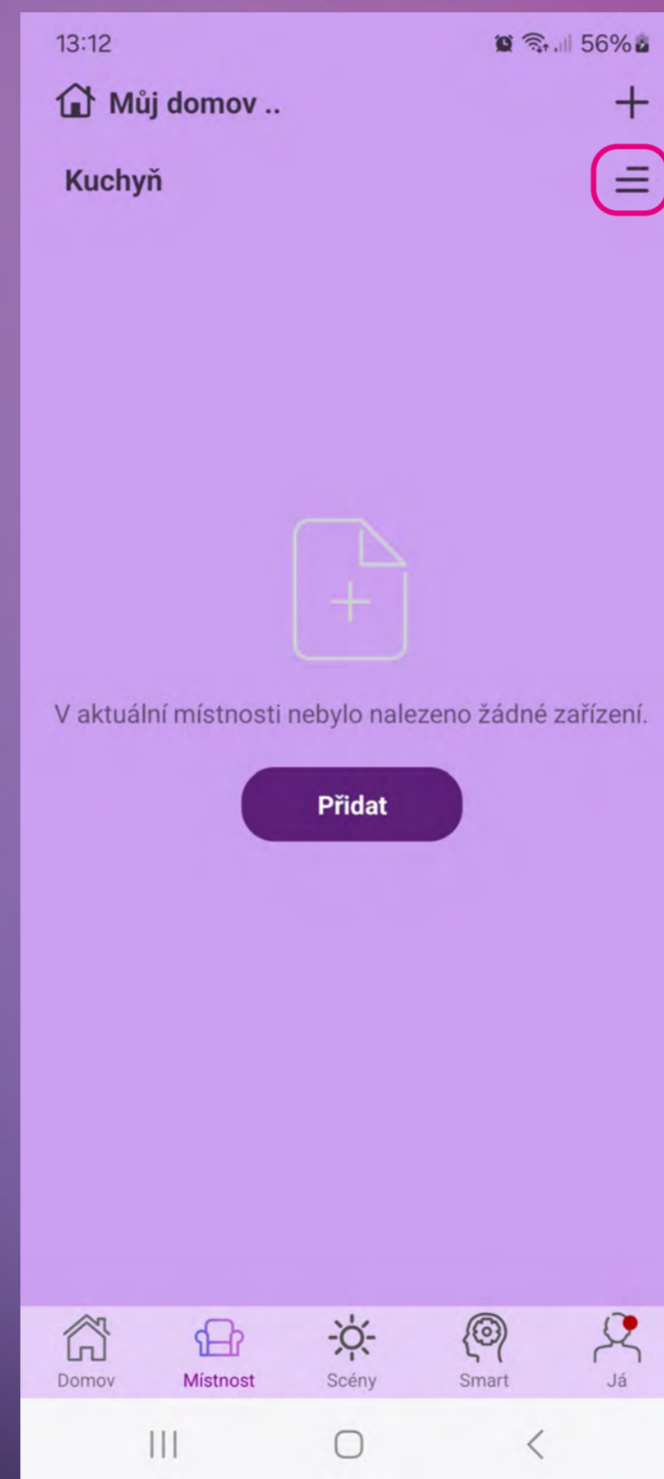 13:12
56%
Můj domov ..
Kuchyň
V aktuální místnosti nebylo nalezeno žádné zařízení.
Přidat
Domov Místnost Scény Smart Já